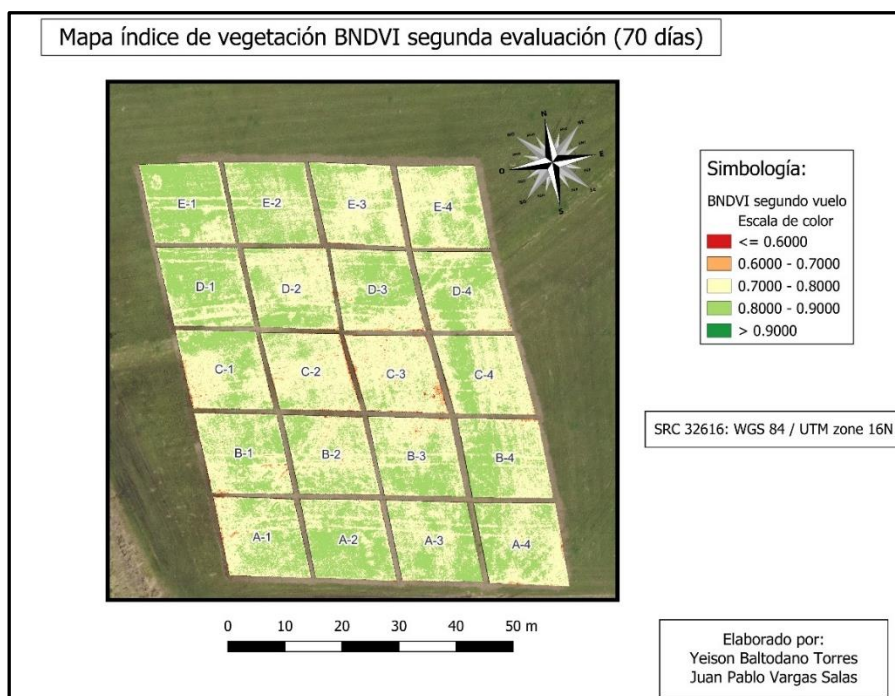 Mapa índice de vegetación BNDVI segunda evaluación (70 días)
N
E
S
O
E-1
E-2
E-3
E-4
D-1
D-2
D-3
D-4
C-1
C-2
C-3
C-4
B-1
B-2
B-3
B-4
A-1
A-2
A-3
A-4
0 10 20 30 40 50 m
Simbología:
BNDVI segundo vuelo
Escala de color
<= 0.6000
0.6000 - 0.7000
0.7000 - 0.8000
0.8000 - 0.9000
> 0.9000
SRC 32616: WGS 84 / UTM zone 16N
Elaborado por:
Yeison Baltodano Torres
Juan Pablo Vargas Salas